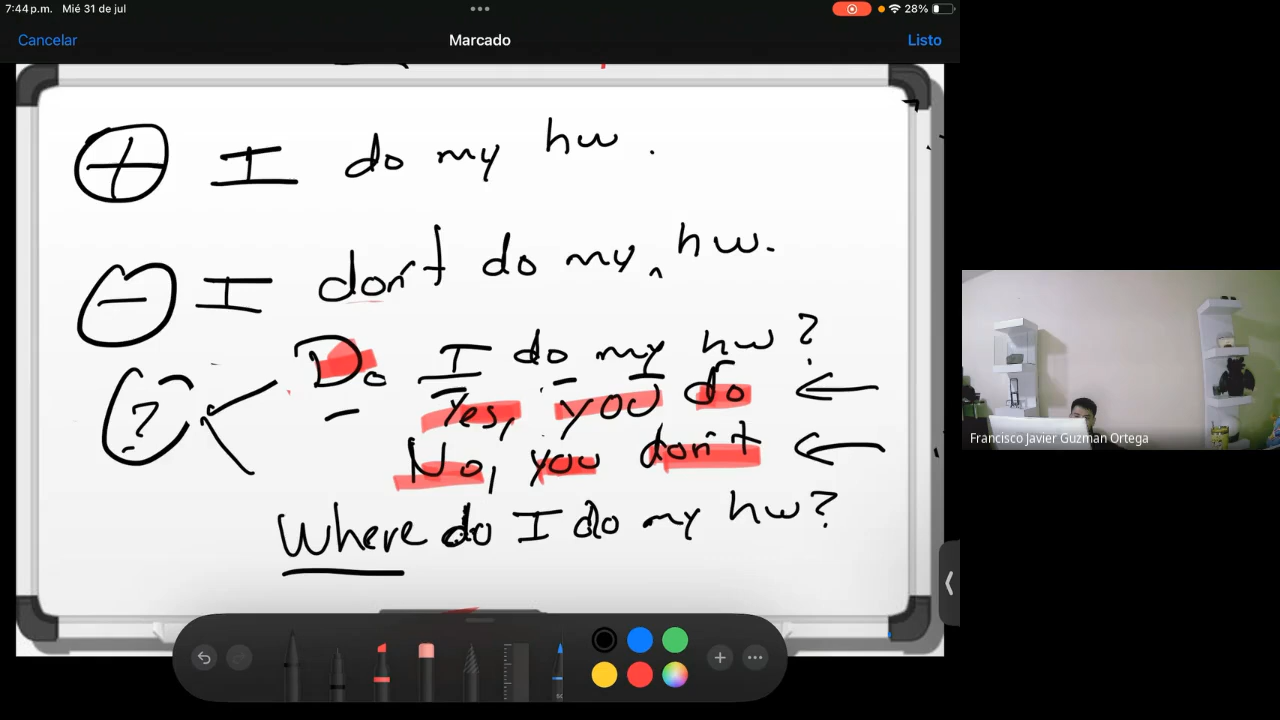 7:44 p.m. Mié 31 de jul
28%
Cancelar
Marcado
Listo
+ I do my hw.
- I don't do my hw.
? Do I do my hw?
Yes, you do
No, you don't
Where do I do my hw?
Francisco Javier Guzman Ortega